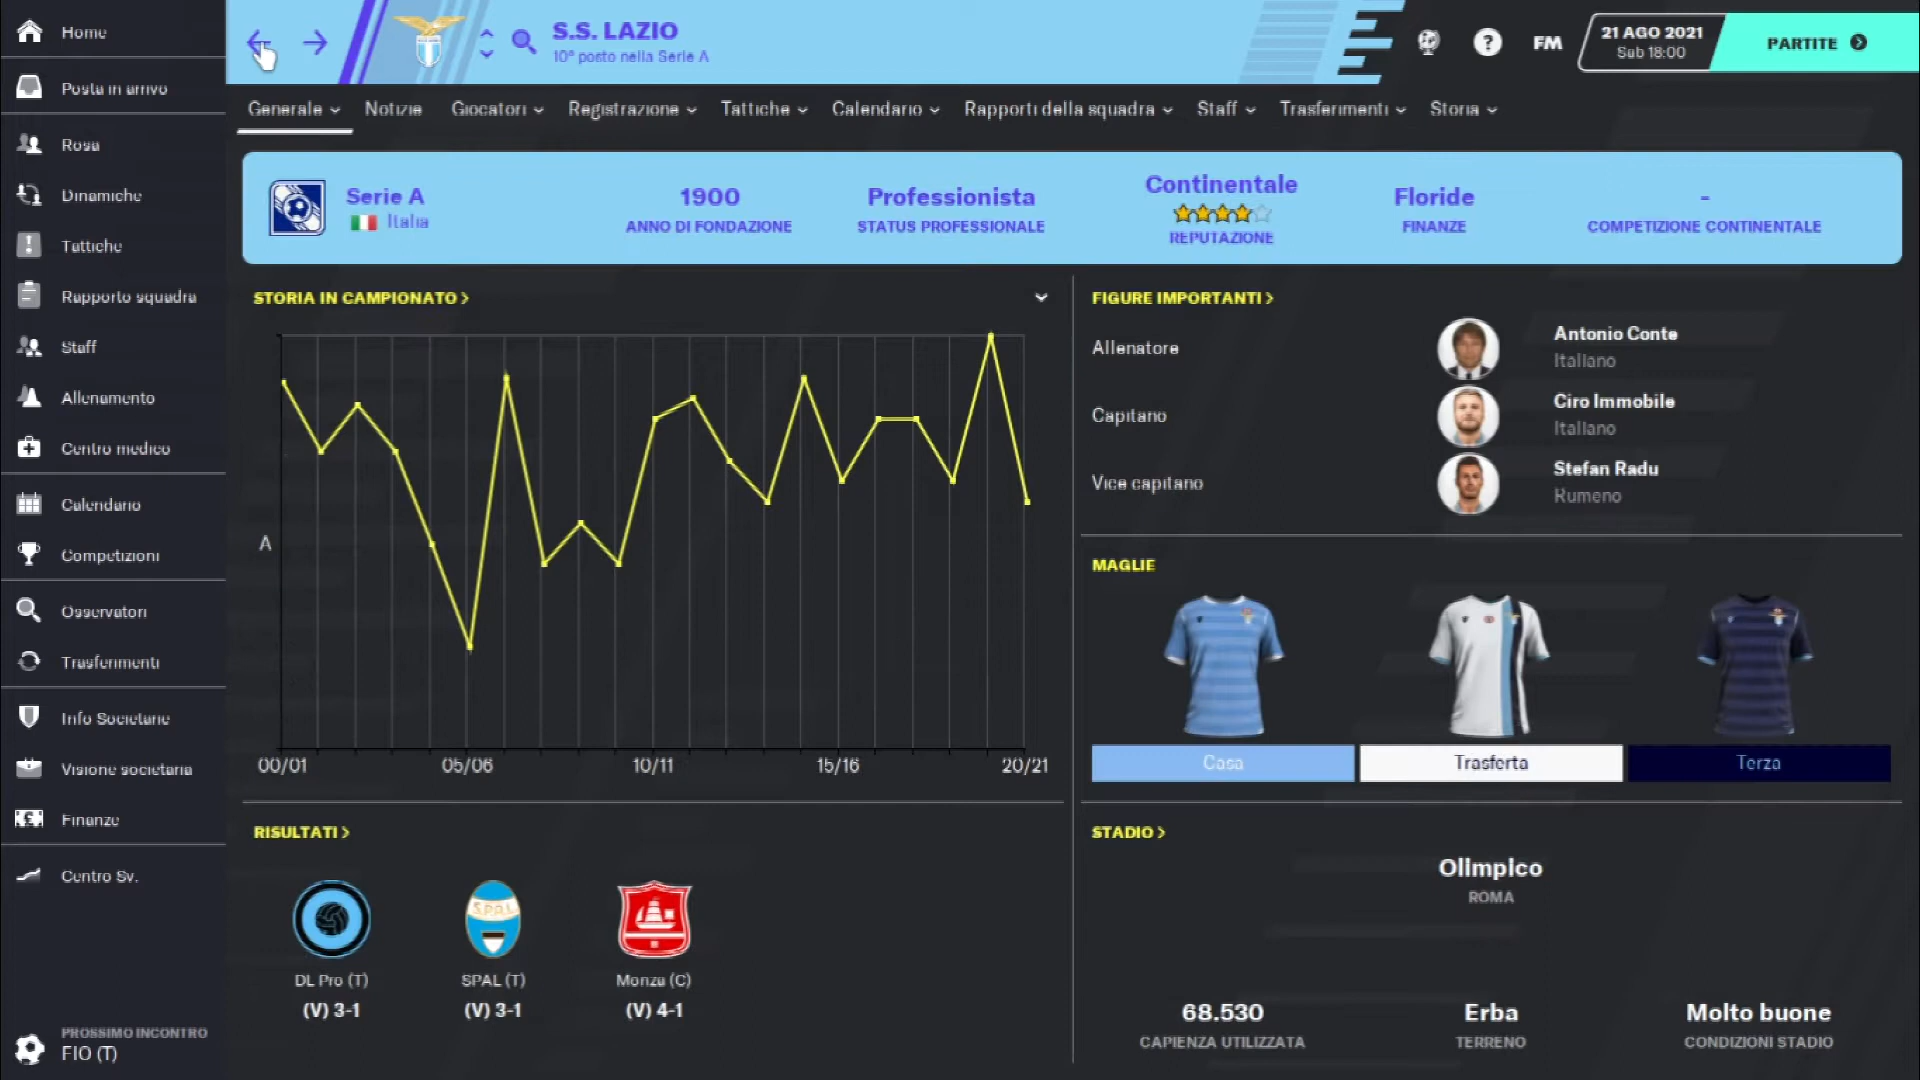 Home
Posta in arrivo
Rosa
Dinamiche
Tattiche
Rapporto squadra
Staff
Allenamento
Centro medico
Calendario
Competizioni
Osservatori
Trasferimenti
Info Societarie
Visione societaria
Finanze
Centro Sv.
PROSSIMO INCONTRO
FIO (T)
S.S. LAZIO
10° posto nella Serie A
?
FM
21 AGO 2021
Sab 18:00
PARTITE
Generale
Notizie
Giocatori
Registrazione
Tattiche
Calendario
Rapporti della squadra
Staff
Trasferimenti
Storia
Serie A
Italia
1900
ANNO DI FONDAZIONE
Professionista
STATUS PROFESSIONALE
Continentale
REPUTAZIONE
Floride
FINANZE
-
COMPETIZIONE CONTINENTALE
STORIA IN CAMPIONATO
A
00/01 05/06 10/11 15/16 20/21
FIGURE IMPORTANTI
Allenatore
Antonio Conte
Italiano
Capitano
Ciro Immobile
Italiano
Vice capitano
Stefan Radu
Rumeno
MAGLIE
Casa
Trasferta
Terza
RISULTATI
DL Pro (T)
(V) 3-1
S.P.A.L
SPAL (T)
(V) 3-1
Monza (C)
(V) 4-1
STADIO
Olimpico
ROMA
68.530
CAPIENZA UTILIZZATA
Erba
TERRENO
Molto buone
CONDIZIONI STADIO